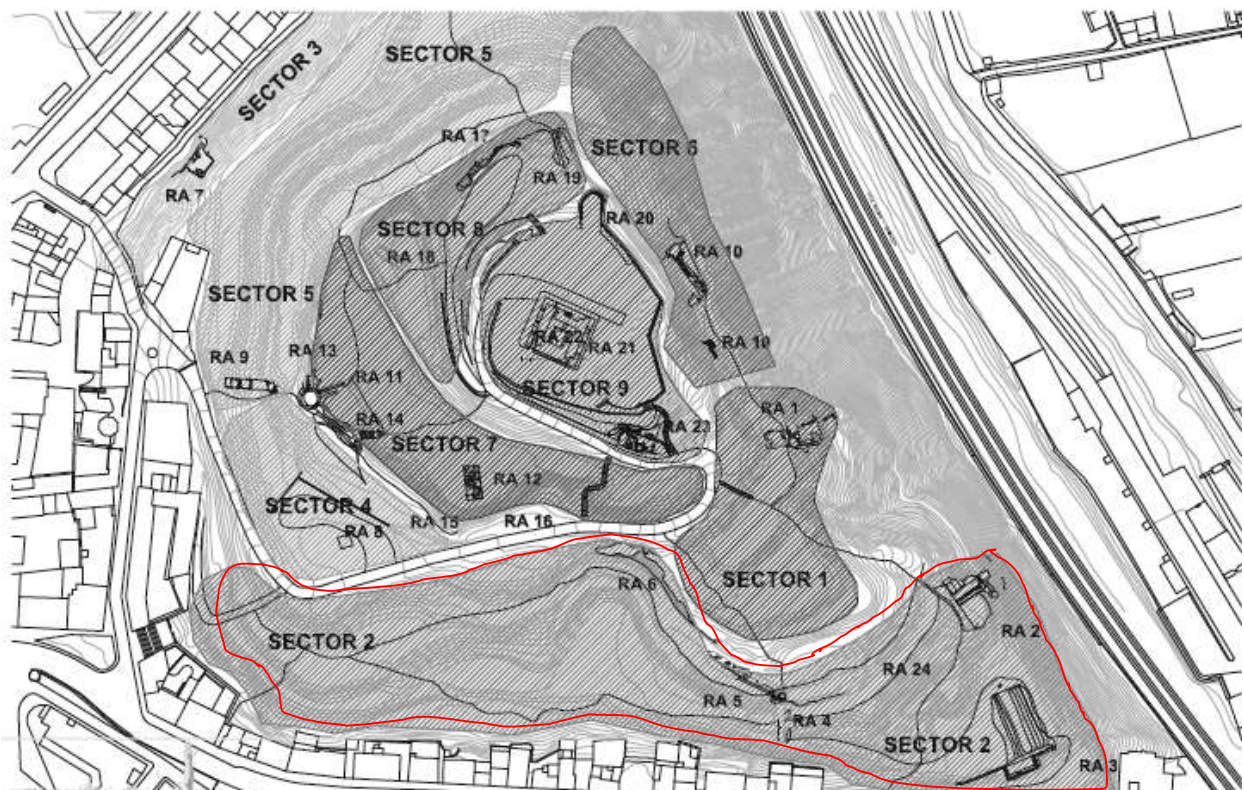 SECTOR 3
SECTOR 5
RA 17
SECTOR 6
RA 7
RA 19
RA 20
SECTOR 8
RA 18
RA 10
SECTOR 5
RA 22
RA 21
RA 10
RA 9
RA 13
RA 11
SECTOR 9
RA 14
RA 1
RA 23
SECTOR 7
RA 12
SECTOR 4
RA 15
RA 16
RA 8
RA 6
SECTOR 1
SECTOR 2
RA 2
RA 24
RA 5
RA 4
SECTOR 2
RA 3